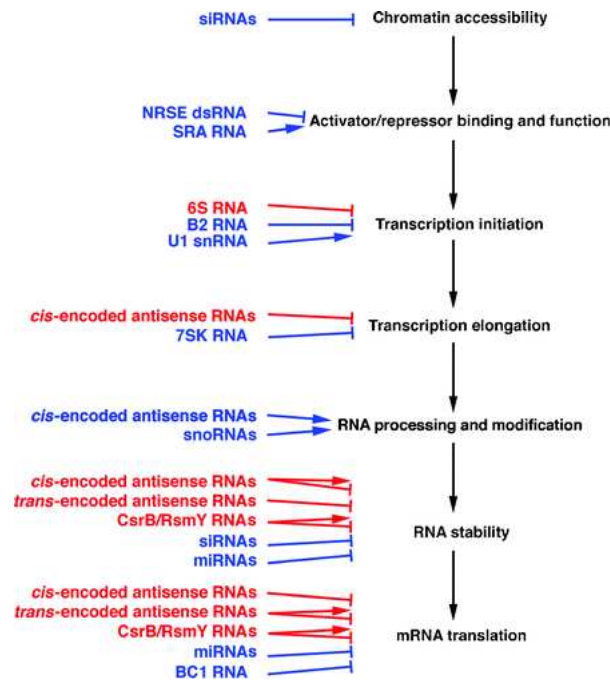 siRNAs
Chromatin accessibility
NRSE dsRNA
SRA RNA
Activator/repressor binding and function
6S RNA
B2 RNA
U1 snRNA
Transcription initiation
cis-encoded antisense RNAs
7SK RNA
Transcription elongation
cis-encoded antisense RNAs
snoRNAs
RNA processing and modification
cis-encoded antisense RNAs
trans-encoded antisense RNAs
CsrB/RsmY RNAs
siRNAs
miRNAs
RNA stability
cis-encoded antisense RNAs
trans-encoded antisense RNAs
CsrB/RsmY RNAs
miRNAs
BC1 RNA
mRNA translation